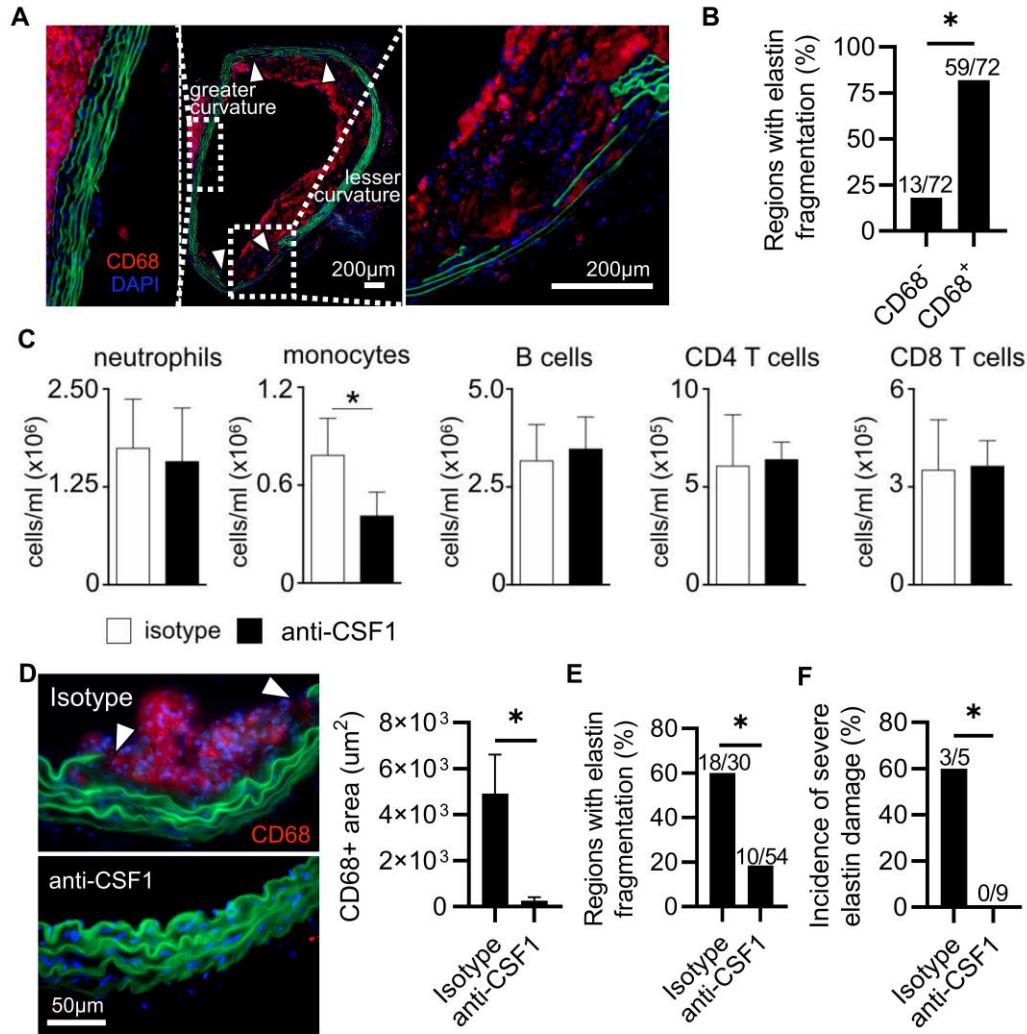 A
greater
curvature
lesser
curvature
CD68
DAPI
200µm
200µm
B
Regions with elastin
fragmentation (%)
100
75
50
25
0
*
13/72
59/72
CD68-
CD68+
C
neutrophils
cells/ml (x10⁶)
2.50
1.25
0
monocytes
cells/ml (x10⁶)
1.2
0.6
0
*
B cells
cells/ml (x10⁶)
5.0
2.5
0
CD4 T cells
cells/ml (x10⁵)
10
5
0
CD8 T cells
cells/ml (x10⁵)
6
3
0
isotype
anti-CSF1
D
Isotype
CD68
anti-CSF1
50µm
CD68+ area (um²)
8×10³
6×10³
4×10³
2×10³
0
*
Isotype
anti-CSF1
E
Regions with elastin
fragmentation (%)
80
60
40
20
0
*
18/30
10/54
Isotype
anti-CSF1
F
Incidence of severe
elastin damage (%)
80
60
40
20
0
*
3/5
0/9
Isotype
anti-CSF1